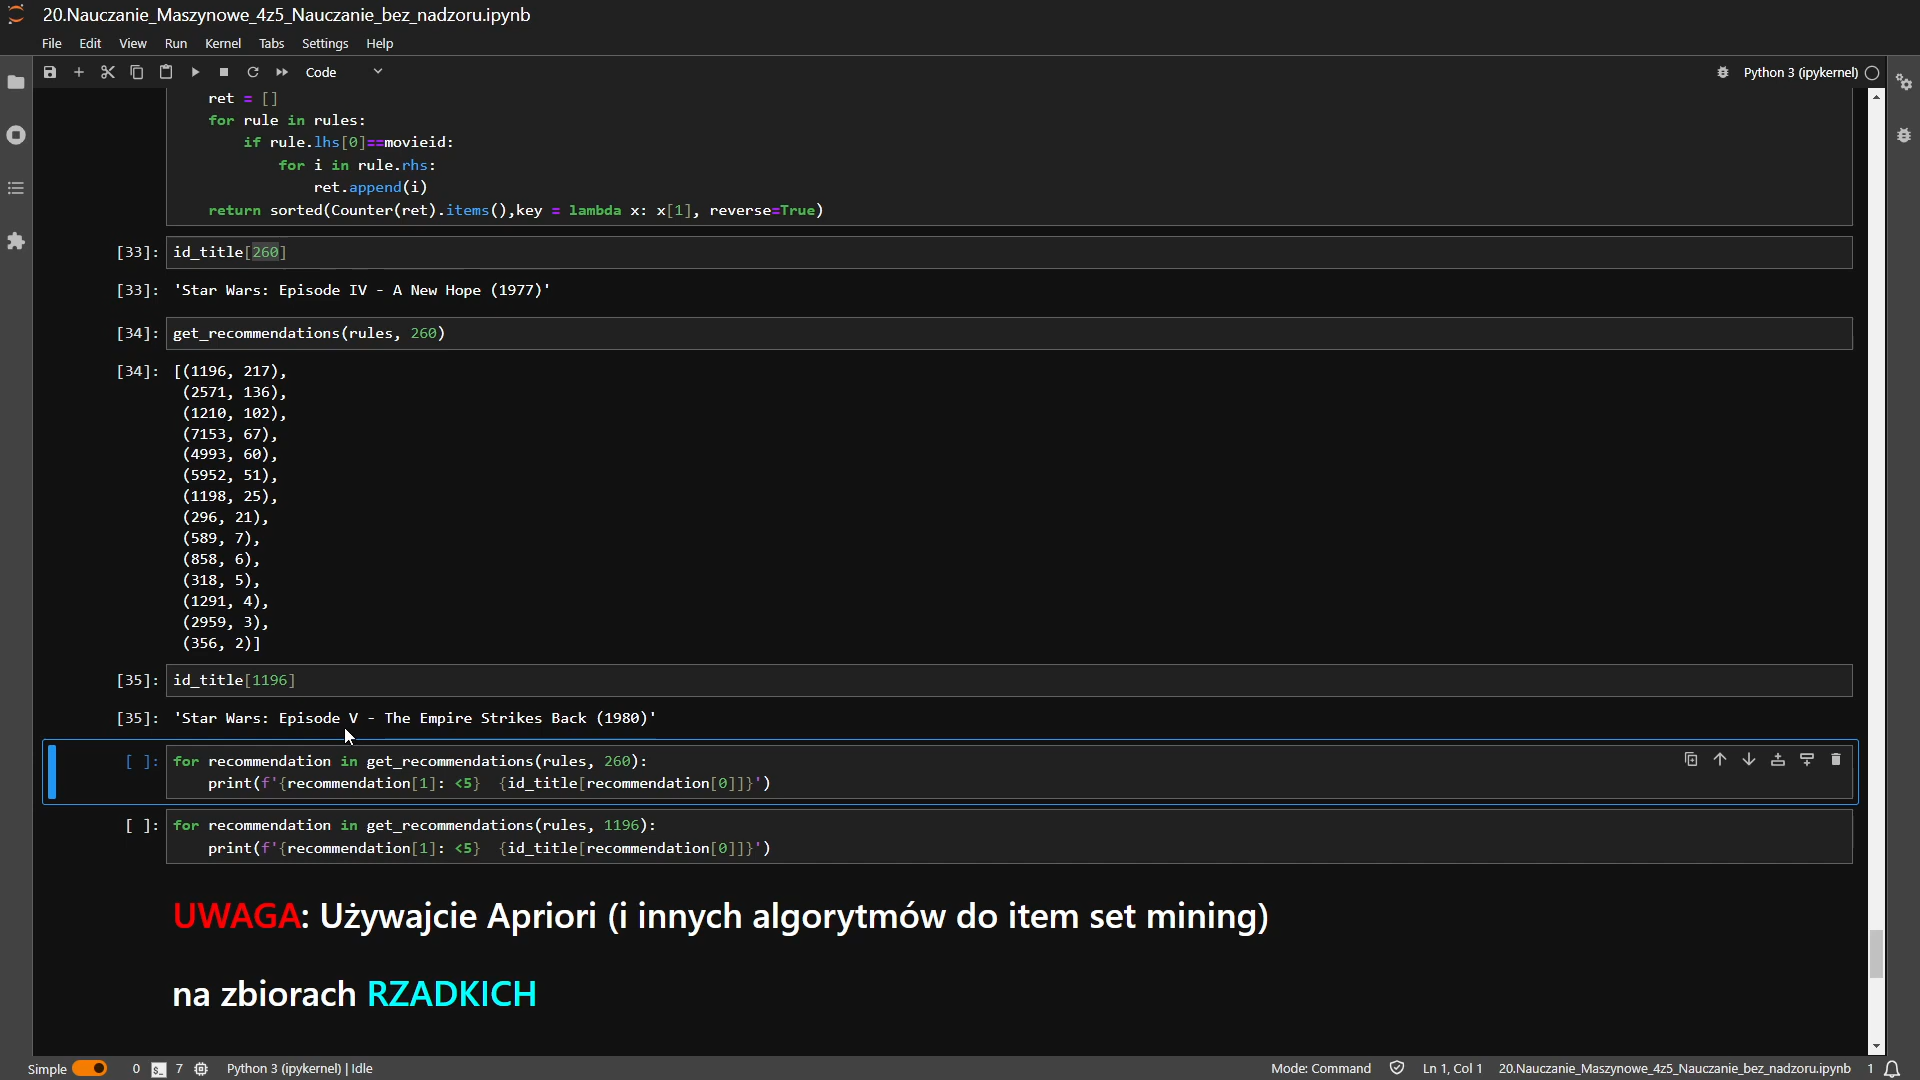 20.Nauczanie_Maszynowe_4z5_Nauczanie_bez_nadzoru.ipynb
File Edit View Run Kernel Tabs Settings Help
Code
Python 3 (ipykernel)
ret = []
for rule in rules:
if rule.lhs[0]==movieid:
for i in rule.rhs:
ret.append(i)
return sorted(Counter(ret).items(),key = lambda x: x[1], reverse=True)
[33]: id_title[260]
[33]: 'Star Wars: Episode IV - A New Hope (1977)'
[34]: get_recommendations(rules, 260)
[34]: [(1196, 217),
(2571, 136),
(1210, 102),
(7153, 67),
(4993, 60),
(5952, 51),
(1198, 25),
(296, 21),
(589, 7),
(858, 6),
(318, 5),
(1291, 4),
(2959, 3),
(356, 2)]
[35]: id_title[1196]
[35]: 'Star Wars: Episode V - The Empire Strikes Back (1980)'
[ ]: for recommendation in get_recommendations(rules, 260):
print(f'{recommendation[1]: <5} {id_title[recommendation[0]]}')
[ ]: for recommendation in get_recommendations(rules, 1196):
print(f'{recommendation[1]: <5} {id_title[recommendation[0]]}')
UWAGA: Używajcie Apriori (i innych algorytmów do item set mining)
na zbiorach RZADKICH
Simple 0 $_ 7 Python 3 (ipykernel) | Idle Mode: Command Ln 1, Col 1 20.Nauczanie_Maszynowe_4z5_Nauczanie_bez_nadzoru.ipynb 1